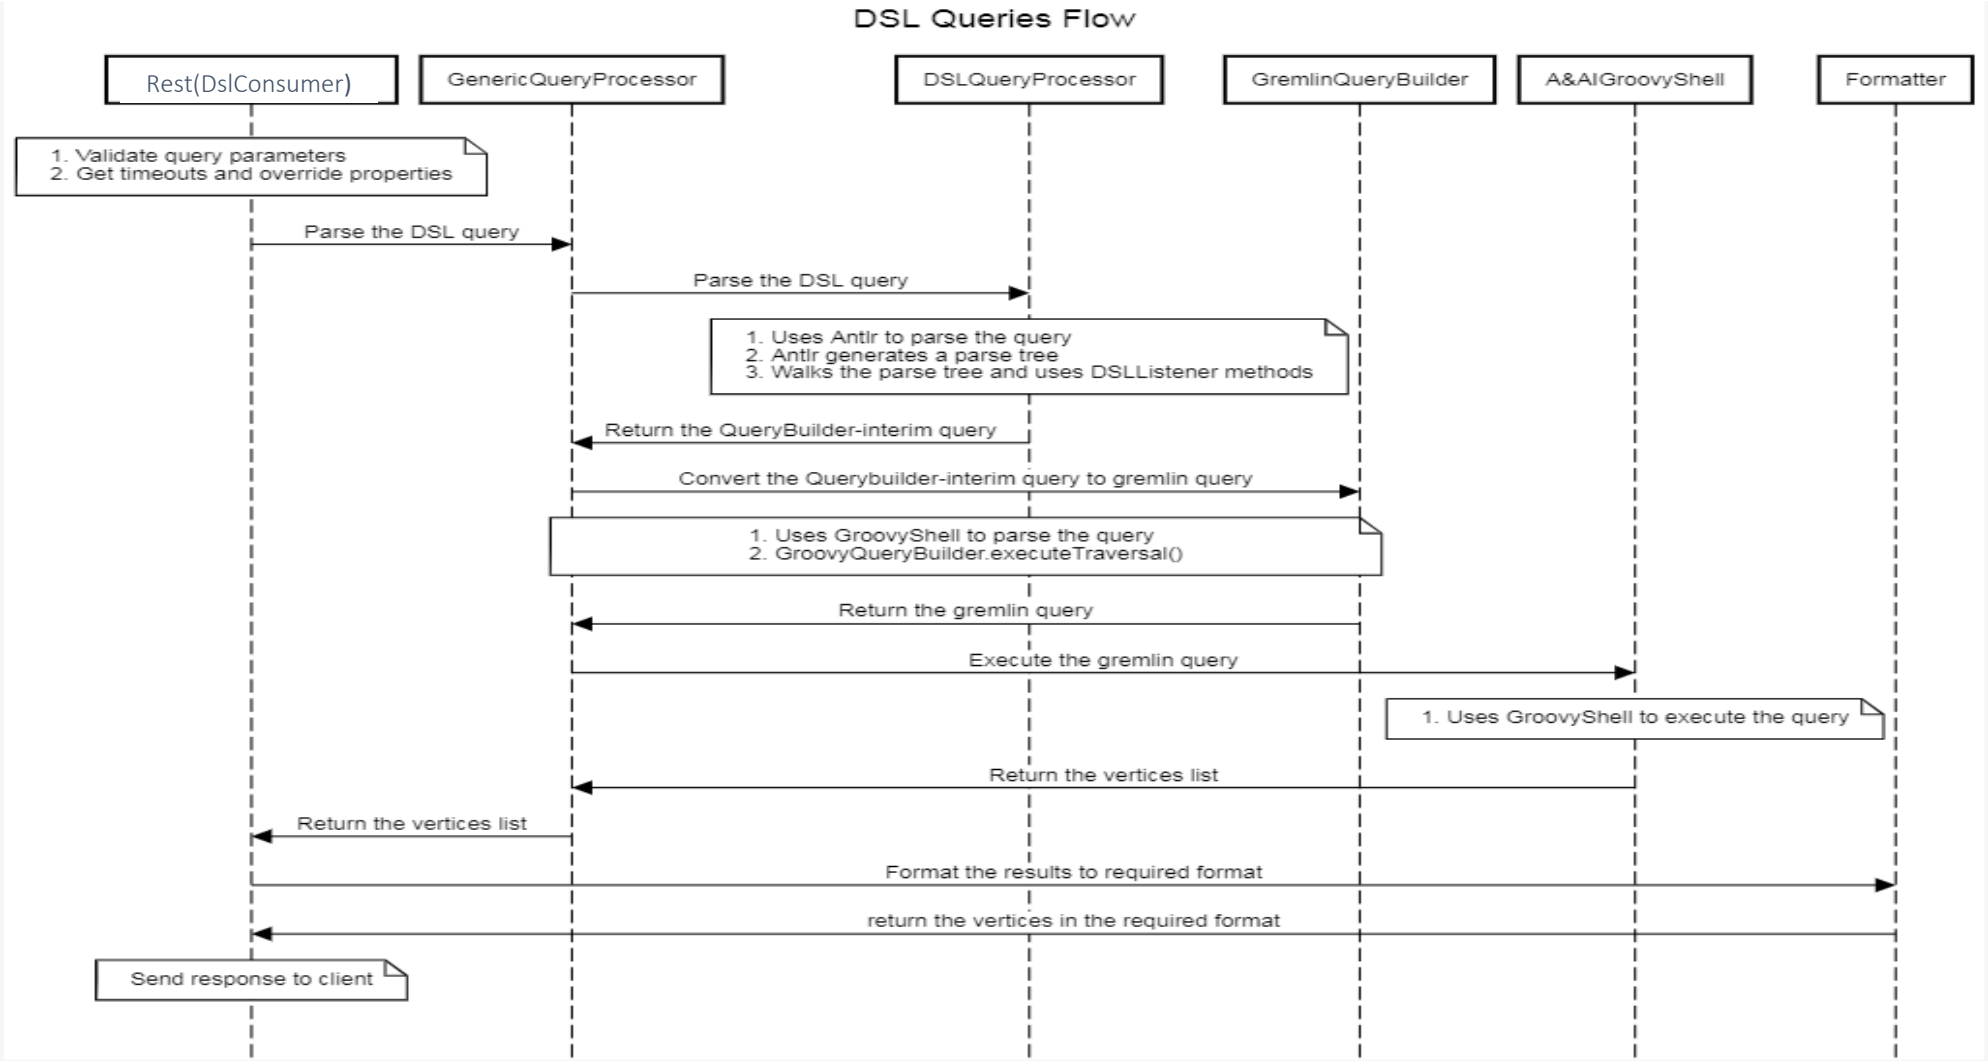 DSL Queries Flow
Rest(DslConsumer)
GenericQueryProcessor
DSLQueryProcessor
GremlinQueryBuilder
A&AIGroovyShell
Formatter
1. Validate query parameters
2. Get timeouts and override properties
Parse the DSL query
Parse the DSL query
1. Uses Antlr to parse the query
2. Antlr generates a parse tree
3. Walks the parse tree and uses DSLListener methods
Return the QueryBuilder-interim query
Convert the Querybuilder-interim query to gremlin query
1. Uses GroovyShell to parse the query
2. GroovyQueryBuilder.executeTraversal()
Return the gremlin query
Execute the gremlin query
1. Uses GroovyShell to execute the query
Return the vertices list
Return the vertices list
Format the results to required format
return the vertices in the required format
Send response to client